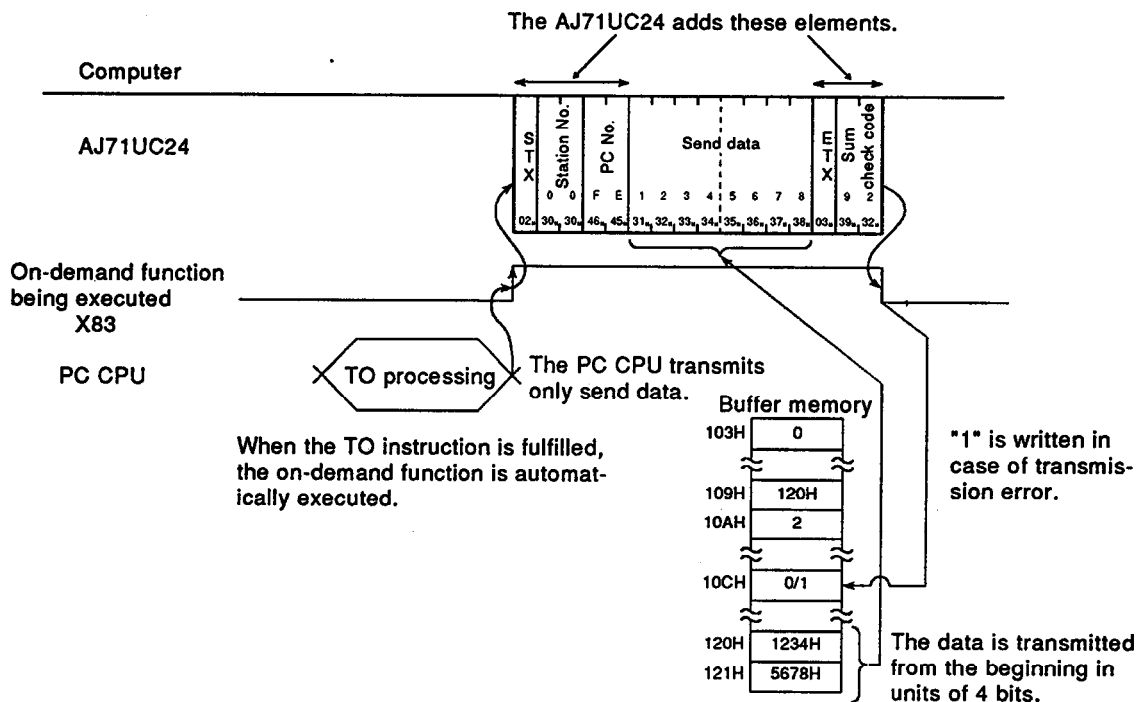 The AJ71UC24 adds these elements.
Computer
AJ71UC24
STX
Station No.
PC No.
Send data
ETX
Sum
check code
0 0 F E 1 2 3 4 5 6 7 8 9 2
02H 30H 30H 46H 45H 31H 32H 33H 34H 35H 36H 37H 38H 03H 39H 32H
On-demand function
being executed
X83
PC CPU
TO processing
The PC CPU transmits
only send data.
When the TO instruction is fulfilled,
the on-demand function is automat-
ically executed.
Buffer memory
103H 0
109H 120H
10AH 2
10CH 0/1
120H 1234H
121H 5678H
"1" is written in
case of transmis-
sion error.
The data is transmitted
from the beginning in
units of 4 bits.